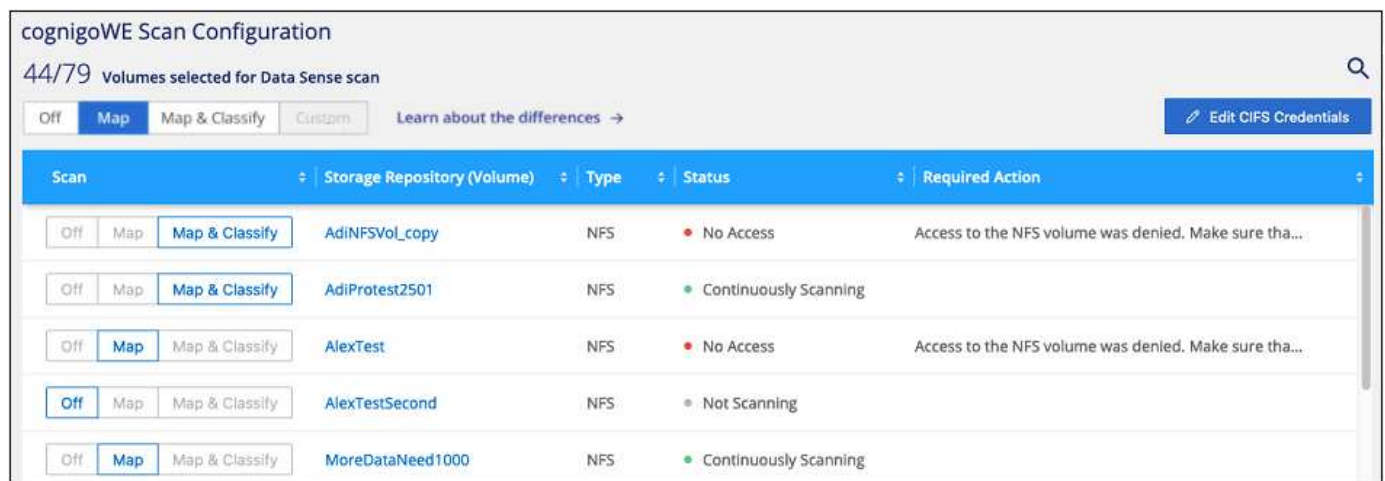 cognigoWE Scan Configuration
44/79 Volumes selected for Data Sense scan
Off Map Map & Classify Custom Learn about the differences → Edit CIFS Credentials
Scan Storage Repository (Volume) Type Status Required Action
Off Map Map & Classify AdiNFSVol_copy NFS No Access Access to the NFS volume was denied. Make sure tha...
Off Map Map & Classify AdiProtest2501 NFS Continuously Scanning
Off Map Map & Classify AlexTest NFS No Access Access to the NFS volume was denied. Make sure tha...
Off Map Map & Classify AlexTestSecond NFS Not Scanning
Off Map Map & Classify MoreDataNeed1000 NFS Continuously Scanning